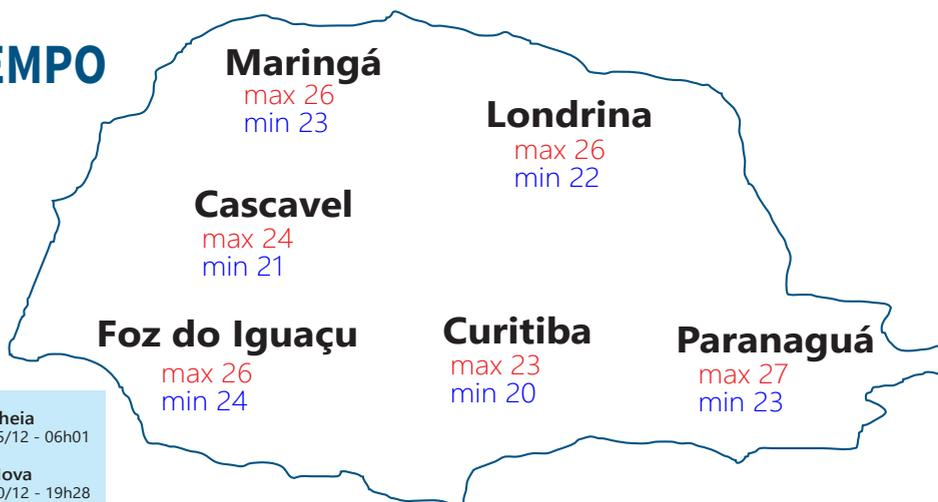 EMPO
Maringá
max 26
min 23
Londrina
max 26
min 22
Cascavel
max 24
min 21
Foz do Iguaçu
max 26
min 24
Curitiba
max 23
min 20
Paranaguá
max 27
min 23
heia
5/12 - 06h01
ova
0/12 - 19h28